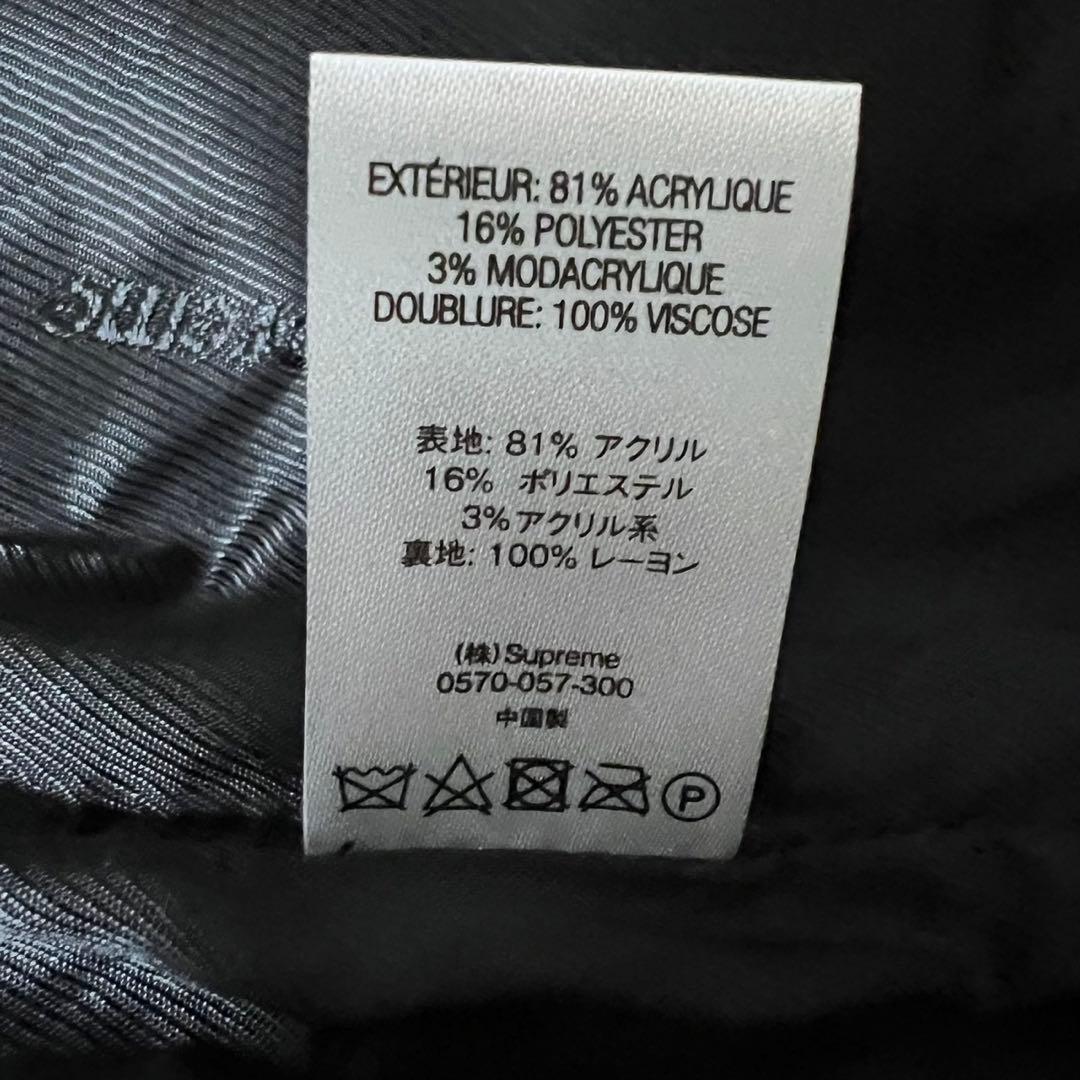 EXTÉRIEUR: 81% ACRYLIQUE
16% POLYESTER
3% MODACRYLIQUE
DOUBLURE: 100% VISCOSE
表地: 81% アクリル
16% ポリエステル
3%アクリル系
裏地: 100% レーヨン
(株)Supreme
0570-057-300
中国製
P